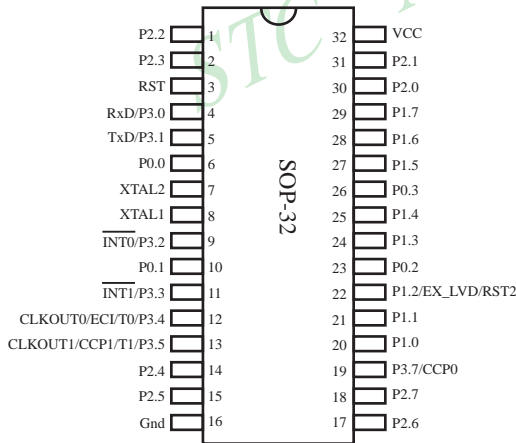 STC
P2.2 1 32 VCC
P2.3 2 31 P2.1
RST 3 30 P2.0
RxD/P3.0 4 29 P1.7
TxD/P3.1 5 28 P1.6
P0.0 6 27 P1.5
XTAL2 7 26 P0.3
XTAL1 8 25 P1.4
INT0/P3.2 9 24 P1.3
P0.1 10 23 P0.2
INT1/P3.3 11 22 P1.2/EX_LVD/RST2
CLKOUT0/ECI/T0/P3.4 12 21 P1.1
CLKOUT1/CCP1/T1/P3.5 13 20 P1.0
P2.4 14 19 P3.7/CCP0
P2.5 15 18 P2.7
Gnd 16 17 P2.6
SOP-32